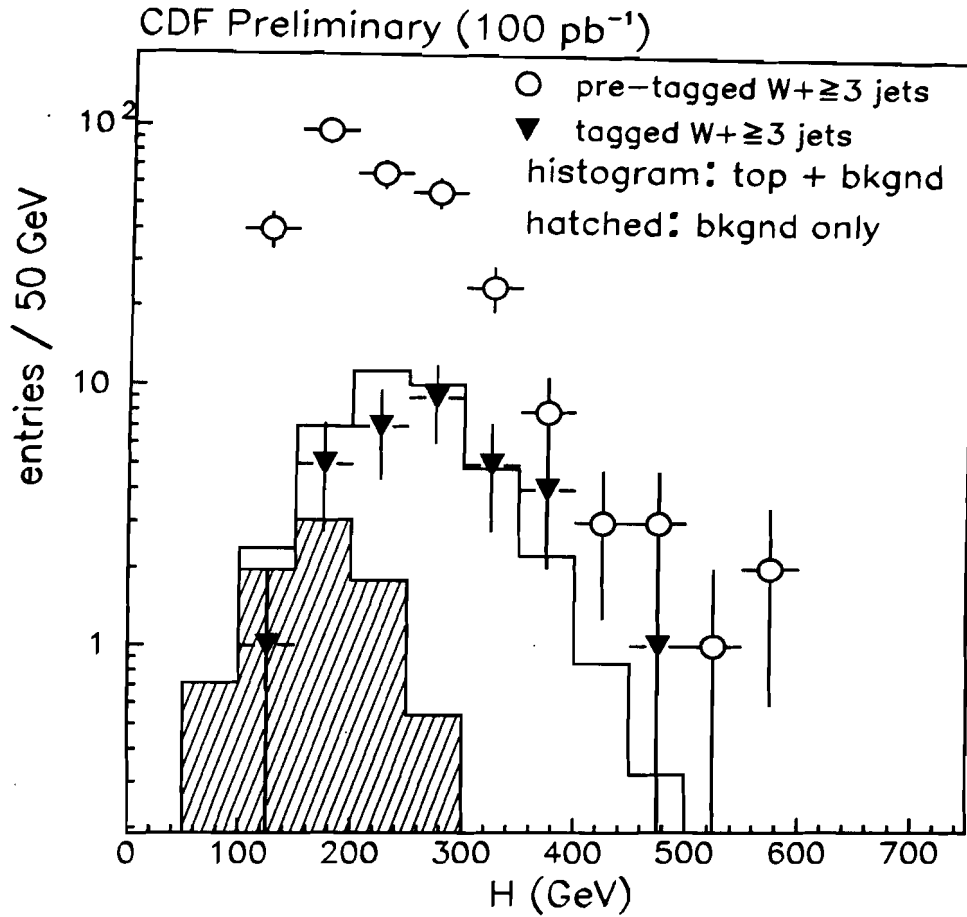 CDF Preliminary (100 pb⁻¹)
○ pre-tagged W+≧3 jets
▼ tagged W+≧3 jets
histogram: top + bkgnd
hatched: bkgnd only
entries / 50 GeV
10²
10
1
0 100 200 300 400 500 600 700
H (GeV)